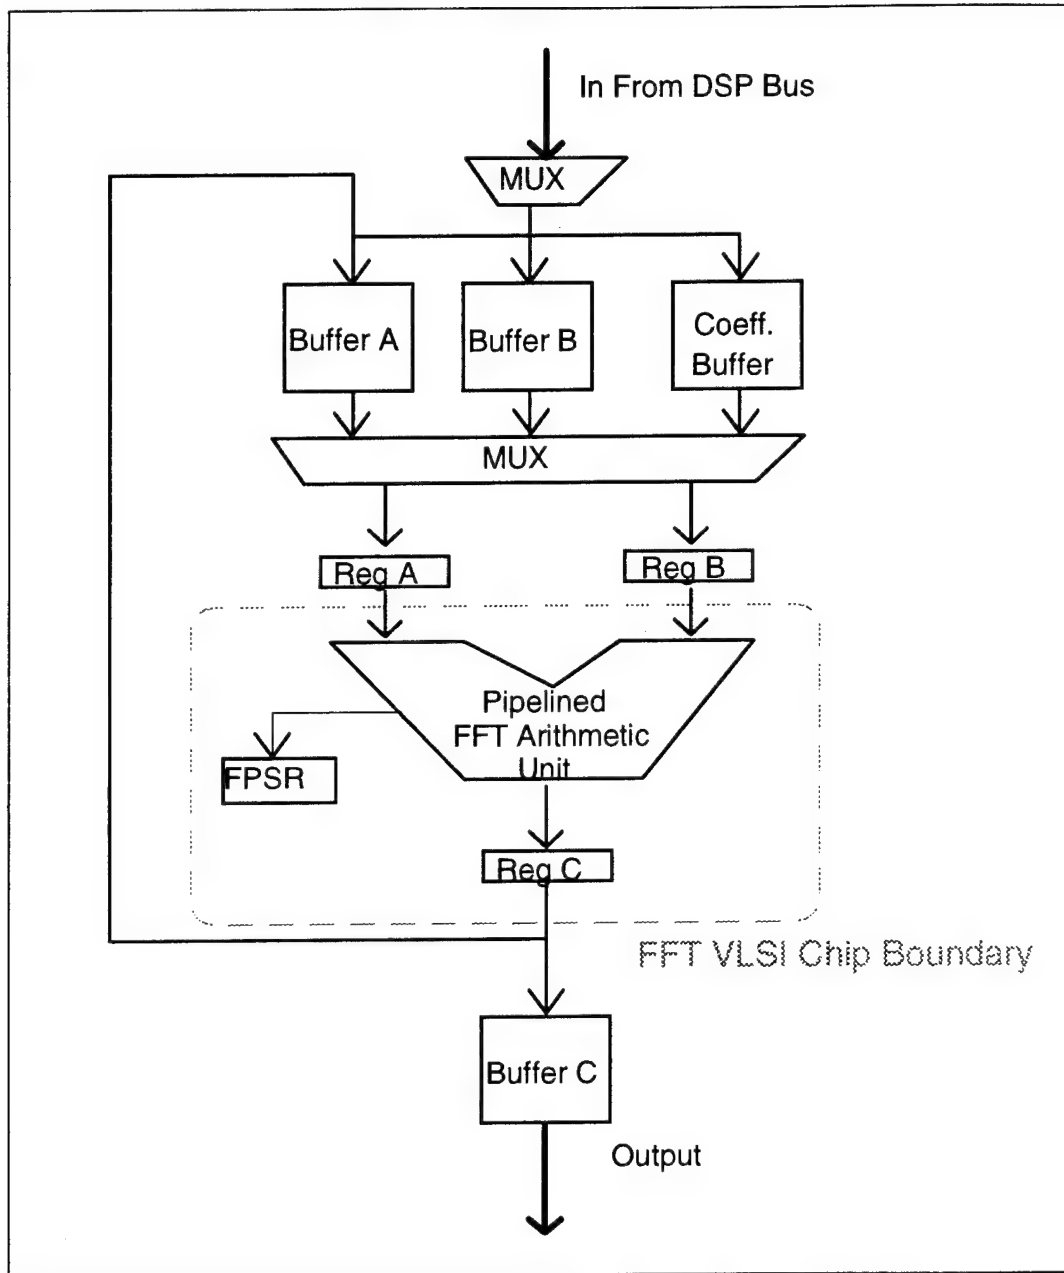 In From DSP Bus
MUX
Buffer A
Buffer B
Coeff.
Buffer
MUX
Reg A
Reg B
Pipelined
FFT Arithmetic
Unit
FPSR
Reg C
FFT VLSI Chip Boundary
Buffer C
Output